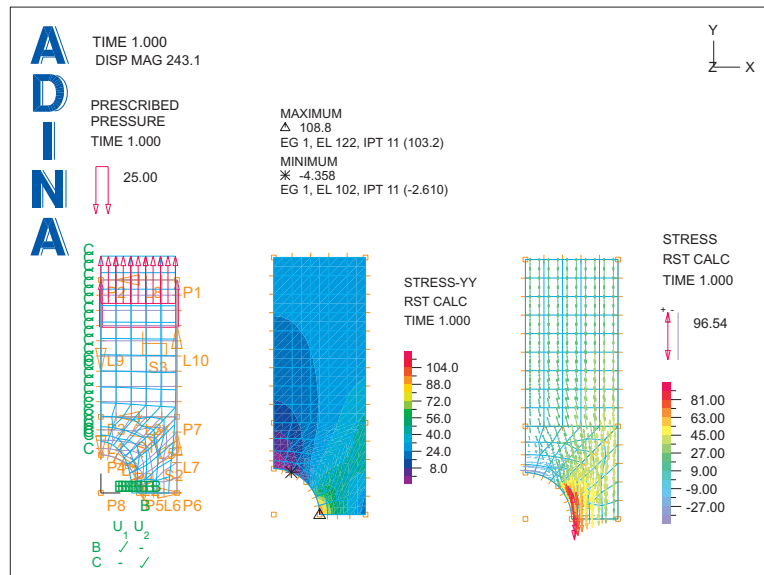 ADINA
TIME 1.000
DISP MAG 243.1
PRESCRIBED
PRESSURE
TIME 1.000
25.00
MAXIMUM
108.8
EG 1, EL 122, IPT 11 (103.2)
MINIMUM
-4.358
EG 1, EL 102, IPT 11 (-2.610)
Y
Z X
C
P2 L8 P1
L9 S3 L10
P7
L7
S2
P8 B P5 L6 P6
U1 U2
B ✓ -
C - ✓
STRESS-YY
RST CALC
TIME 1.000
104.0
88.0
72.0
56.0
40.0
24.0
8.0
STRESS
RST CALC
TIME 1.000
+ -
96.54
81.00
63.00
45.00
27.00
9.00
-9.00
-27.00